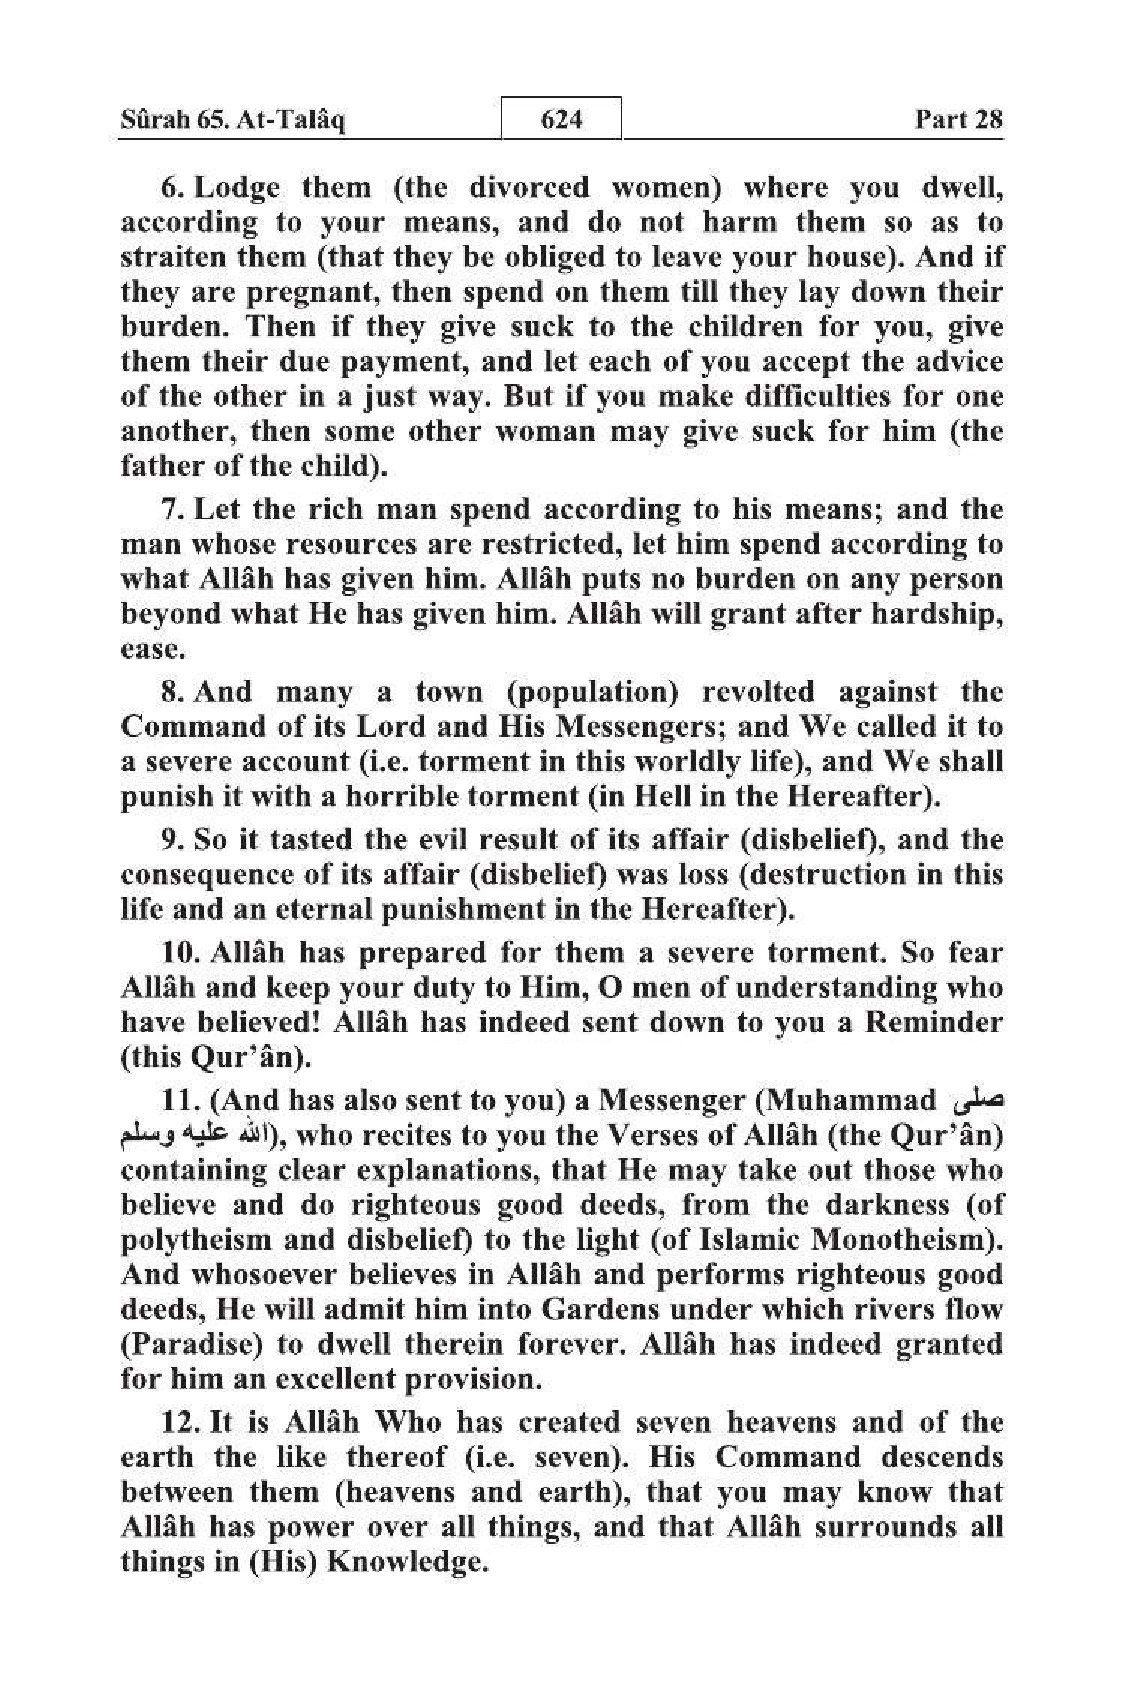 Sûrah 65. At-Talâq 624 Part 28
6. Lodge them (the divorced women) where you dwell,
according to your means, and do not harm them so as to
straiten them (that they be obliged to leave your house). And if
they are pregnant, then spend on them till they lay down their
burden. Then if they give suck to the children for you, give
them their due payment, and let each of you accept the advice
of the other in a just way. But if you make difficulties for one
another, then some other woman may give suck for him (the
father of the child).
7. Let the rich man spend according to his means; and the
man whose resources are restricted, let him spend according to
what Allâh has given him. Allâh puts no burden on any person
beyond what He has given him. Allâh will grant after hardship,
ease.
8. And many a town (population) revolted against the
Command of its Lord and His Messengers; and We called it to
a severe account (i.e. torment in this worldly life), and We shall
punish it with a horrible torment (in Hell in the Hereafter).
9. So it tasted the evil result of its affair (disbelief), and the
consequence of its affair (disbelief) was loss (destruction in this
life and an eternal punishment in the Hereafter).
10. Allâh has prepared for them a severe torment. So fear
Allâh and keep your duty to Him, O men of understanding who
have believed! Allâh has indeed sent down to you a Reminder
(this Qur’ân).
11. (And has also sent to you) a Messenger (Muhammad صلى
الله عليه وسلم), who recites to you the Verses of Allâh (the Qur’ân)
containing clear explanations, that He may take out those who
believe and do righteous good deeds, from the darkness (of
polytheism and disbelief) to the light (of Islamic Monotheism).
And whosoever believes in Allâh and performs righteous good
deeds, He will admit him into Gardens under which rivers flow
(Paradise) to dwell therein forever. Allâh has indeed granted
for him an excellent provision.
12. It is Allâh Who has created seven heavens and of the
earth the like thereof (i.e. seven). His Command descends
between them (heavens and earth), that you may know that
Allâh has power over all things, and that Allâh surrounds all
things in (His) Knowledge.